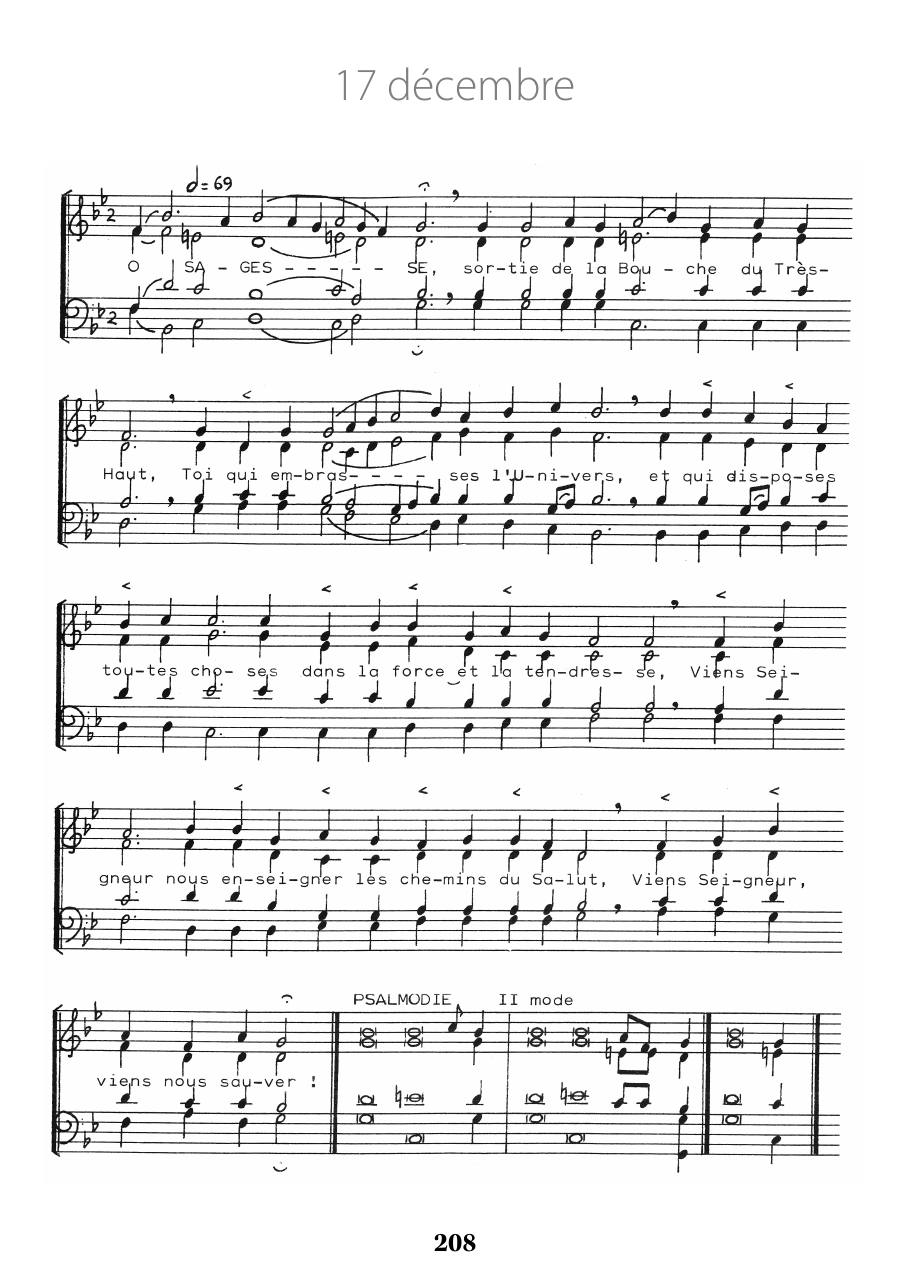 17 décembre
= 69
O SA - GES - - - - - - SE, sor-tie de la Bou - che du Très-
Haut, Toi qui em-bras- - - - - ses l'U-ni-vers, et qui dis-po-ses
tou-tes cho- ses dans la force et la ten-dres- se, Viens Sei-
gneur nous en-sei-gner les che-mins du Sa-lut, Viens Sei-gneur,
PSALMODIE II mode
viens nous sau-ver !
208